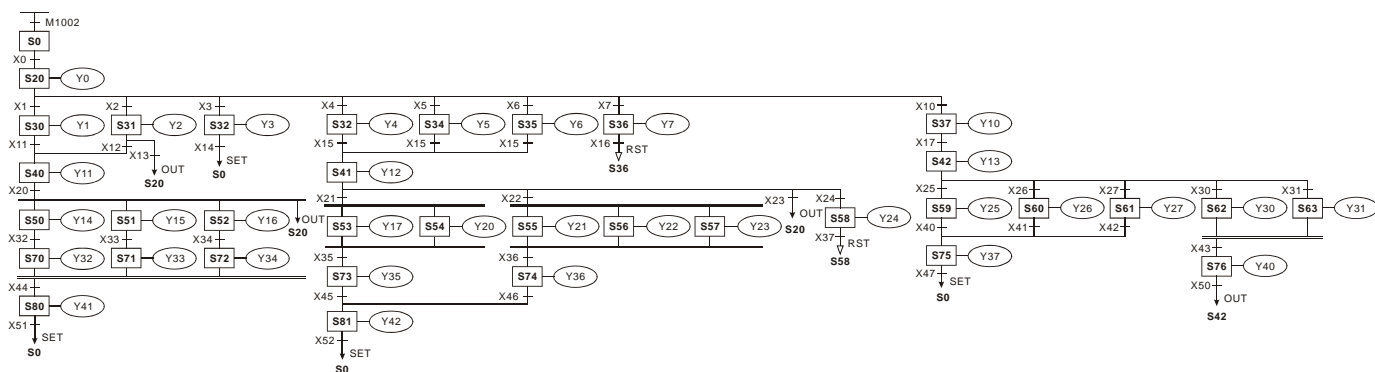 M1002
S0
X0
S20 Y0
X1 X2 X3 X4 X5 X6 X7 X10
S30 Y1 S31 Y2 S32 Y3 S32 Y4 S34 Y5 S35 Y6 S36 Y7 S37 Y10
X11 X12 X13 X14 X15 X15 X15 X16 X17
OUT SET RST
S20 S0 S36
S40 Y11 S41 Y12 S42 Y13
X20 X21 X22 X23 X24 X25 X26 X27 X30 X31
OUT OUT
S20 S20
S50 Y14 S51 Y15 S52 Y16 S53 Y17 S54 Y20 S55 Y21 S56 Y22 S57 Y23 S58 Y24 S59 Y25 S60 Y26 S61 Y27 S62 Y30 S63 Y31
X32 X33 X34 X35 X36 X37 X40 X41 X42 X43
RST
S58
S70 Y32 S71 Y33 S72 Y34 S73 Y35 S74 Y36 S75 Y37 S76 Y40
X44 X45 X46 X47 X50
SET OUT
S0 S42
S80 Y41 S81 Y42
X51 X52
SET SET
S0 S0